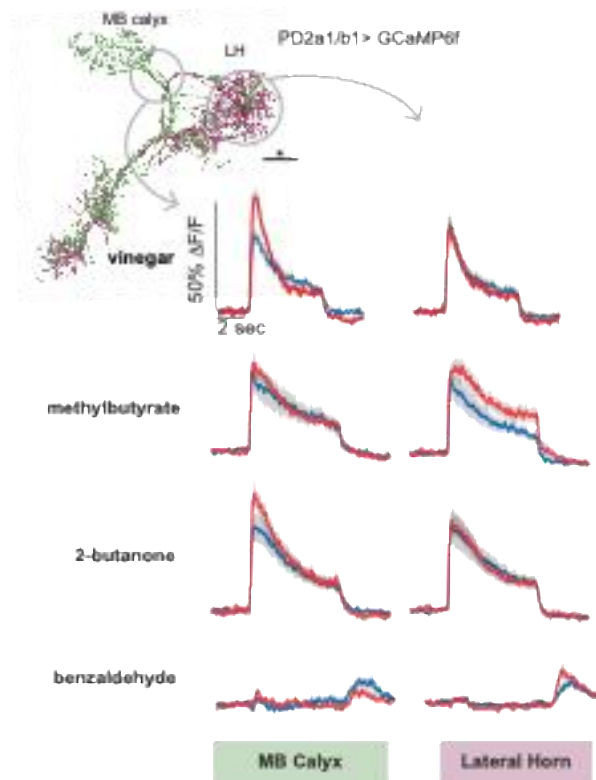 MB calyx
LH
PD2a1/b1> GCaMP6f
vinegar
50% ΔF/F
2 sec
methylbutyrate
2-butanone
benzaldehyde
MB Calyx
Lateral Horn